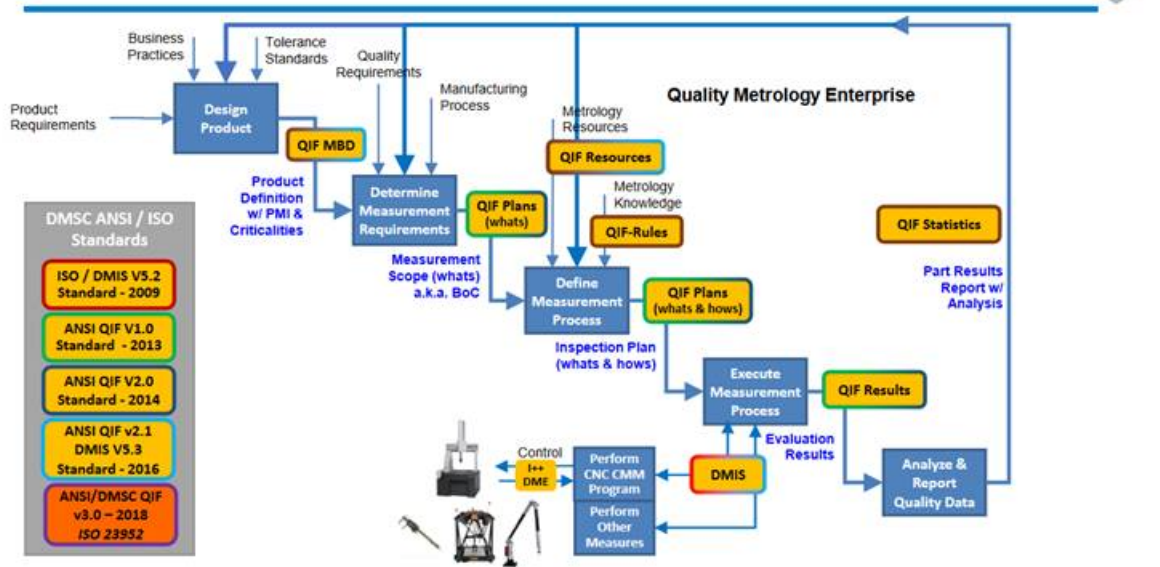 Business
Practices
Tolerance
Standards
Quality
Requirements
Manufacturing
Process
Product
Requirements
Design
Product
QIF MBD
Quality Metrology Enterprise
Metrology
Resources
QIF Resources
Product
Definition
w/ PMI &
Criticalities
Determine
Measurement
Requirements
QIF Plans
(whats)
Metrology
Knowledge
QIF-Rules
QIF Statistics
DMSC ANSI / ISO
Standards
ISO / DMIS V5.2
Standard - 2009
ANSI QIF V1.0
Standard - 2013
ANSI QIF V2.0
Standard - 2014
ANSI QIF v2.1
DMIS V5.3
Standard - 2016
ANSI/DMSC QIF
v3.0 – 2018
ISO 23952
Measurement
Scope (whats)
a.k.a. BoC
Define
Measurement
Process
QIF Plans
(whats & hows)
Part Results
Report w/
Analysis
Inspection Plan
(whats & hows)
Execute
Measurement
Process
QIF Results
Evaluation
Results
Control
I++
DME
Perform
CNC CMM
Program
DMIS
Analyze &
Report
Quality Data
Perform
Other
Measures